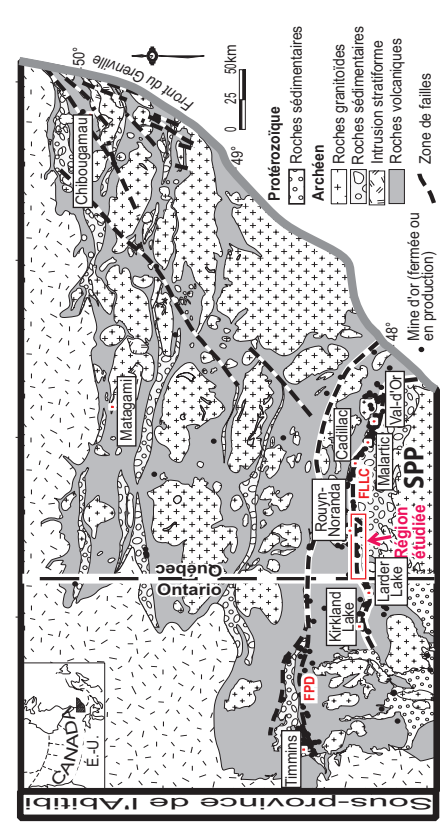 Sous-province de l'Abitibi
CANADA
É.-U.
Timmins
FPD
Ontario
Québec
Kirkland
Lake
Larder
Lake
Région
étudiée
SPP
FLLC
Rouyn-
Noranda
Cadillac
Malartic
Val-d'Or
Matagami
Chibougamau
Front du Grenville
50°
49°
48°
0 25 50km
Protérozoïque
Roches sédimentaires
Archéen
Roches granitoïdes
Roches sédimentaires
Intrusion stratiforme
Roches volcaniques
Zone de failles
Mine d'or (fermée ou
en production)